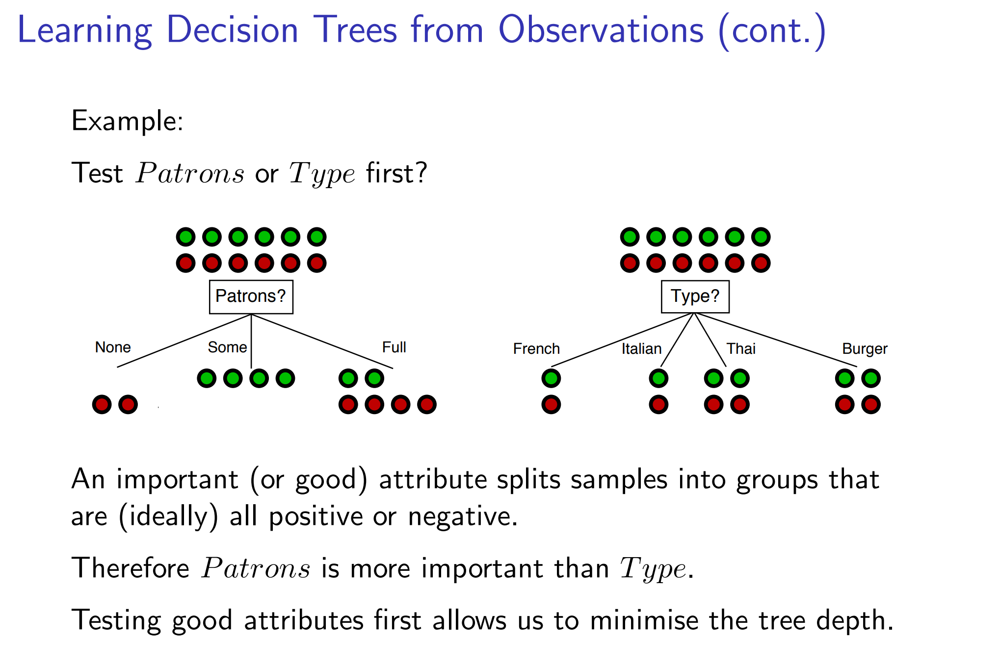 Learning Decision Trees from Observations (cont.)
Example:
Test Patrons or Type first?
Patrons?
None
Some
Full
Type?
French
Italian
Thai
Burger
An important (or good) attribute splits samples into groups that
are (ideally) all positive or negative.
Therefore Patrons is more important than Type.
Testing good attributes first allows us to minimise the tree depth.